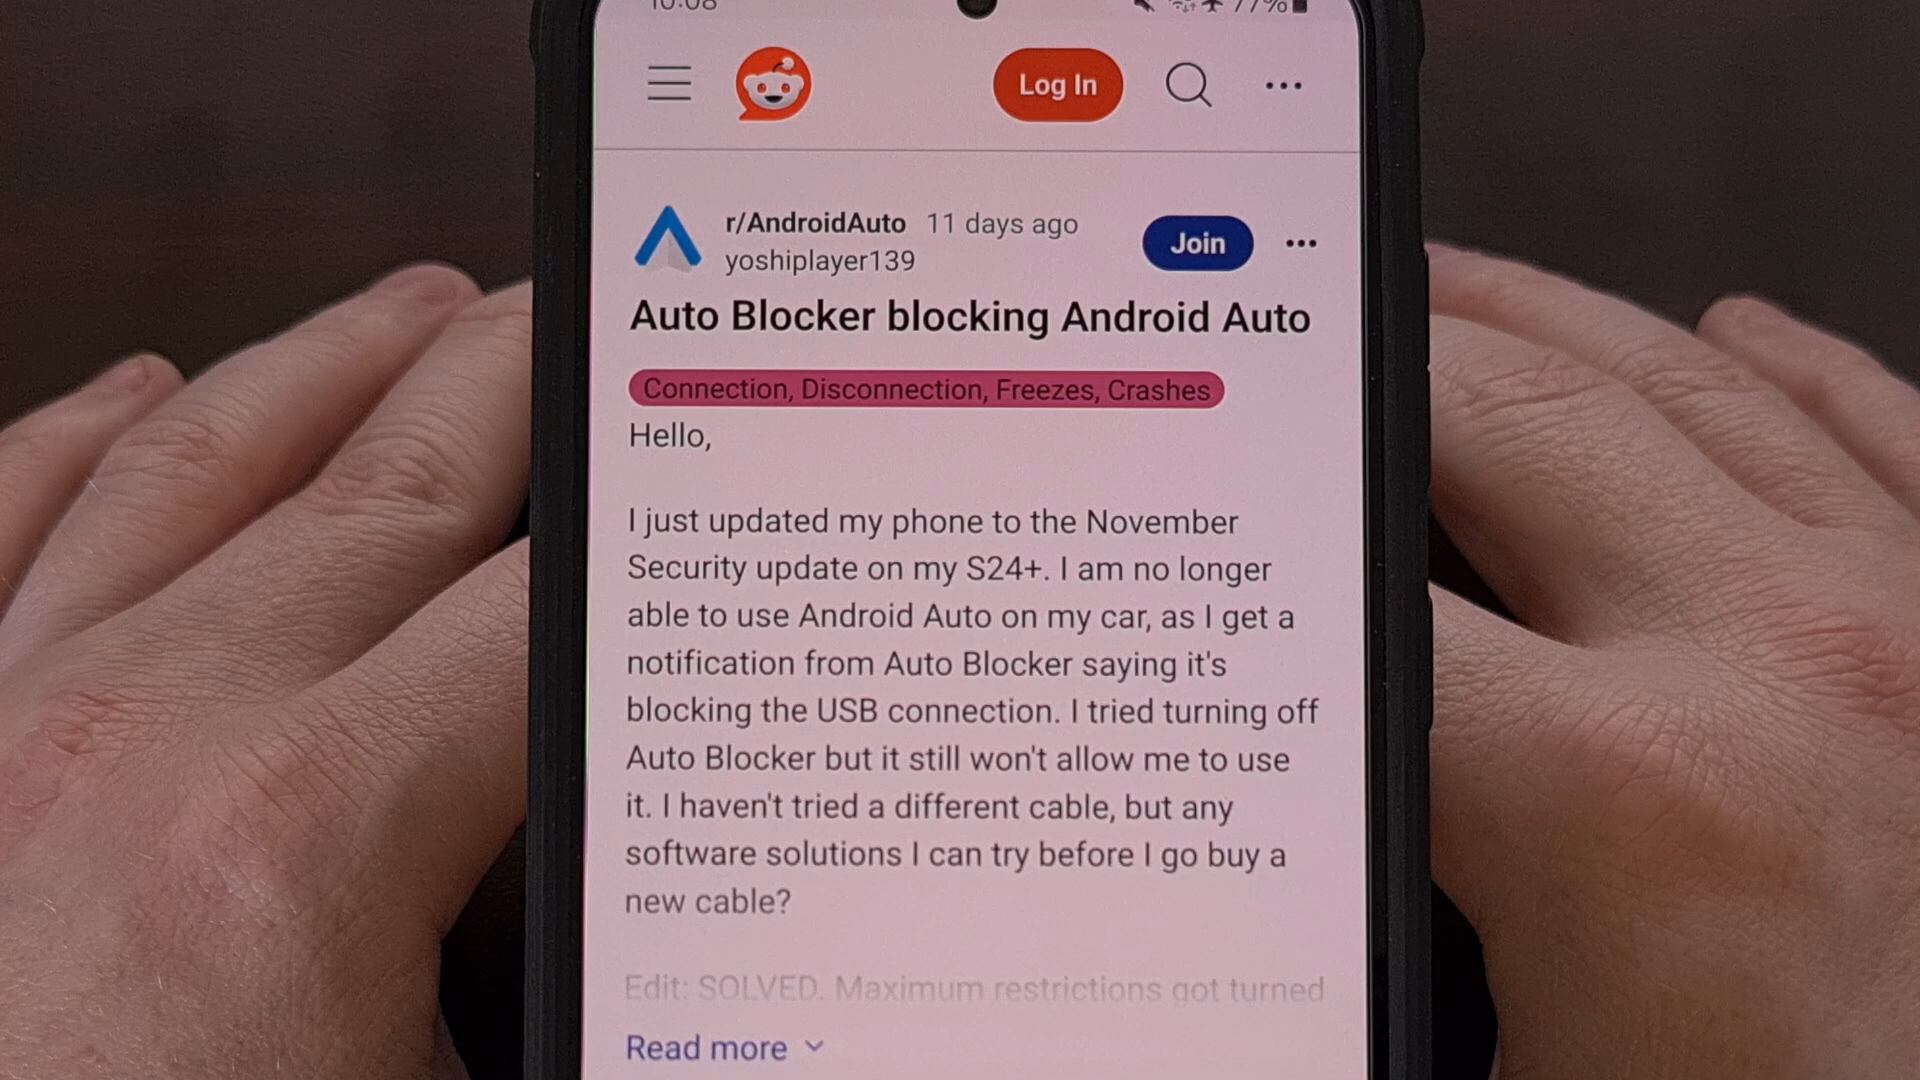 10:08
77%
Log In
r/AndroidAuto 11 days ago
yoshiplayer139
Join
Auto Blocker blocking Android Auto
Connection, Disconnection, Freezes, Crashes
Hello,
I just updated my phone to the November
Security update on my S24+. I am no longer
able to use Android Auto on my car, as I get a
notification from Auto Blocker saying it's
blocking the USB connection. I tried turning off
Auto Blocker but it still won't allow me to use
it. I haven't tried a different cable, but any
software solutions I can try before I go buy a
new cable?
Edit: SOLVED. Maximum restrictions got turned
Read more